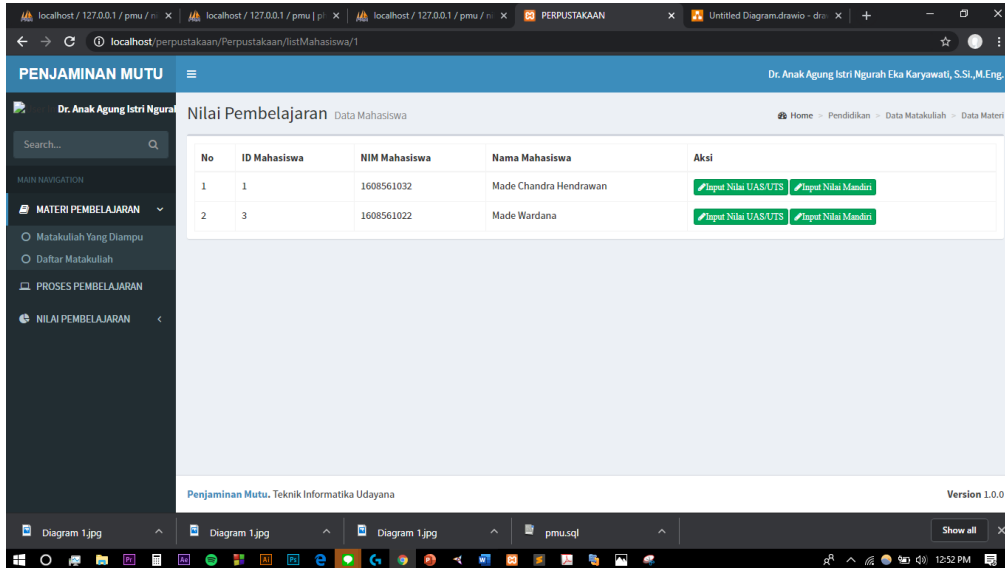 localhost / 127.0.0.1 / pmu / n
localhost / 127.0.0.1 / pmu | p
localhost / 127.0.0.1 / pmu / n
PERPUSTAKAAN
Untitled Diagram.drawio - dra
localhost/perpustakaan/Perpustakaan/listMahasiswa/1
PENJAMINAN MUTU
Dr. Anak Agung Istri Ngurah Eka Karyawati, S.Si.,M.Eng.
Dr. Anak Agung Istri Ngurah
Nilai Pembelajaran Data Mahasiswa
Home > Pendidikan > Data Matakuliah > Data Materi
Search...
No ID Mahasiswa NIM Mahasiswa Nama Mahasiswa Aksi
1 1 1608561032 Made Chandra Hendrawan Input Nilai UAS/UTS Input Nilai Mandiri
2 3 1608561022 Made Wardana Input Nilai UAS/UTS Input Nilai Mandiri
MAIN NAVIGATION
MATERI PEMBELAJARAN
Matakuliah Yang Diampu
Daftar Matakuliah
PROSES PEMBELAJARAN
NILAI PEMBELAJARAN
Penjaminan Mutu. Teknik Informatika Udayana
Version 1.0.0
Diagram 1.jpg
Diagram 1.jpg
Diagram 1.jpg
pmu.sql
Show all
12:52 PM